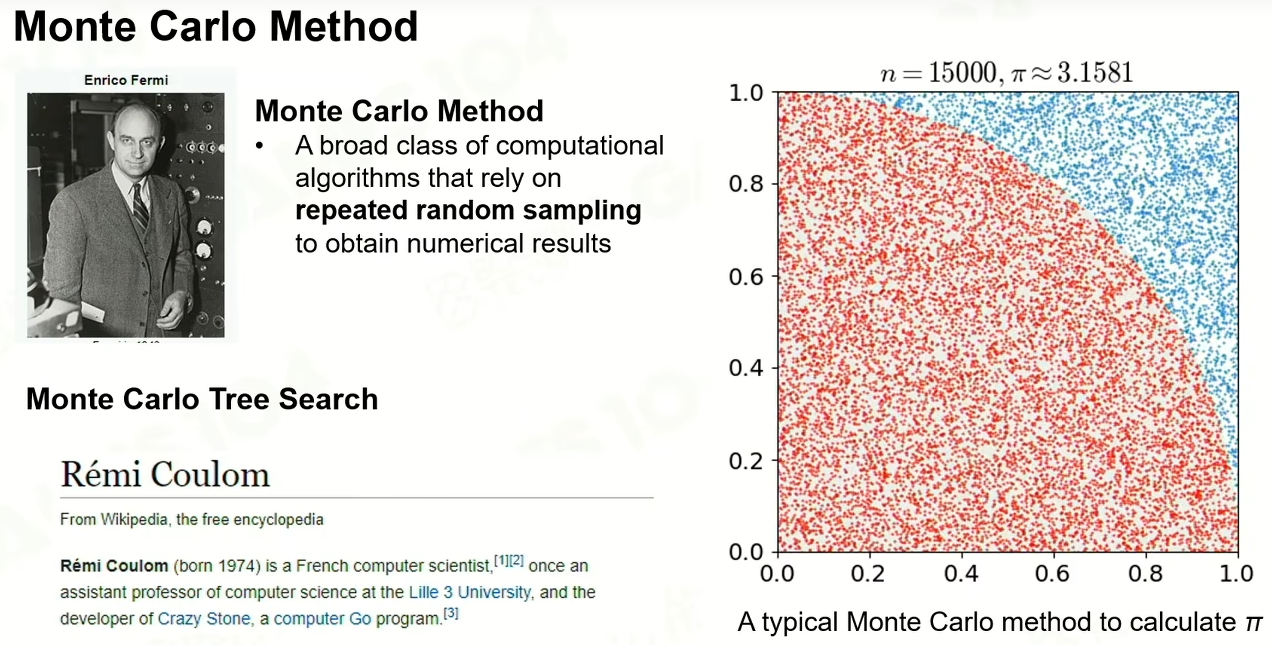 Monte Carlo Method
Enrico Fermi
Monte Carlo Method
• A broad class of computational
algorithms that rely on
repeated random sampling
to obtain numerical results
Monte Carlo Tree Search
Rémi Coulom
From Wikipedia, the free encyclopedia
Rémi Coulom (born 1974) is a French computer scientist,[1][2] once an
assistant professor of computer science at the Lille 3 University, and the
developer of Crazy Stone, a computer Go program.[3]
n = 15000, π ≈ 3.1581
1.0
0.8
0.6
0.4
0.2
0.0
0.0 0.2 0.4 0.6 0.8 1.0
A typical Monte Carlo method to calculate π